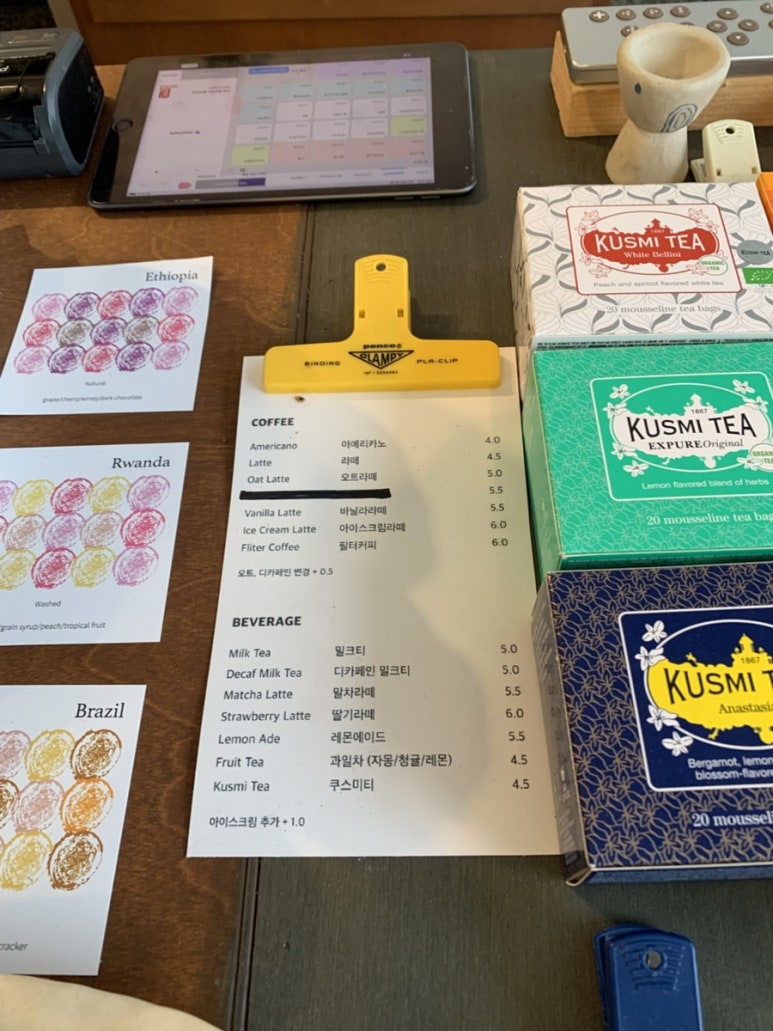 Ethiopia
Natural
grape/cherry/winey/dark chocolate
Rwanda
Washed
/grain syrup/peach/tropical fruit
Brazil
cracker
penco
PLAMPY
BINDING PLA-CLIP
COFFEE
Americano 아메리카노 4.0
Latte 라떼 4.5
Oat Latte 오트라떼 5.0
5.5
Vanilla Latte 바닐라라떼 5.5
Ice Cream Latte 아이스크림라떼 6.0
Fliter Coffee 필터커피 6.0
오트, 디카페인 변경 + 0.5
BEVERAGE
Milk Tea 밀크티 5.0
Decaf Milk Tea 디카페인 밀크티 5.0
Matcha Latte 말차라떼 5.5
Strawberry Latte 딸기라떼 6.0
Lemon Ade 레몬에이드 5.5
Fruit Tea 과일차 (자몽/청귤/레몬) 4.5
Kusmi Tea 쿠스미티 4.5
아이스크림 추가 + 1.0
1867
KUSMI TEA
White Bellini
ORGANIC TEA
Peach and apricot flavored white tea
20 mousseline tea bags
KUSMI TEA
1867
KUSMI TEA
EXPURE Original
ORGANIC TEA
Lemon flavored blend of herbs
20 mousseline tea bag
1867
KUSMI T
Anastasia
Bergamot, lemon
blossom-flavor
20 mousseli